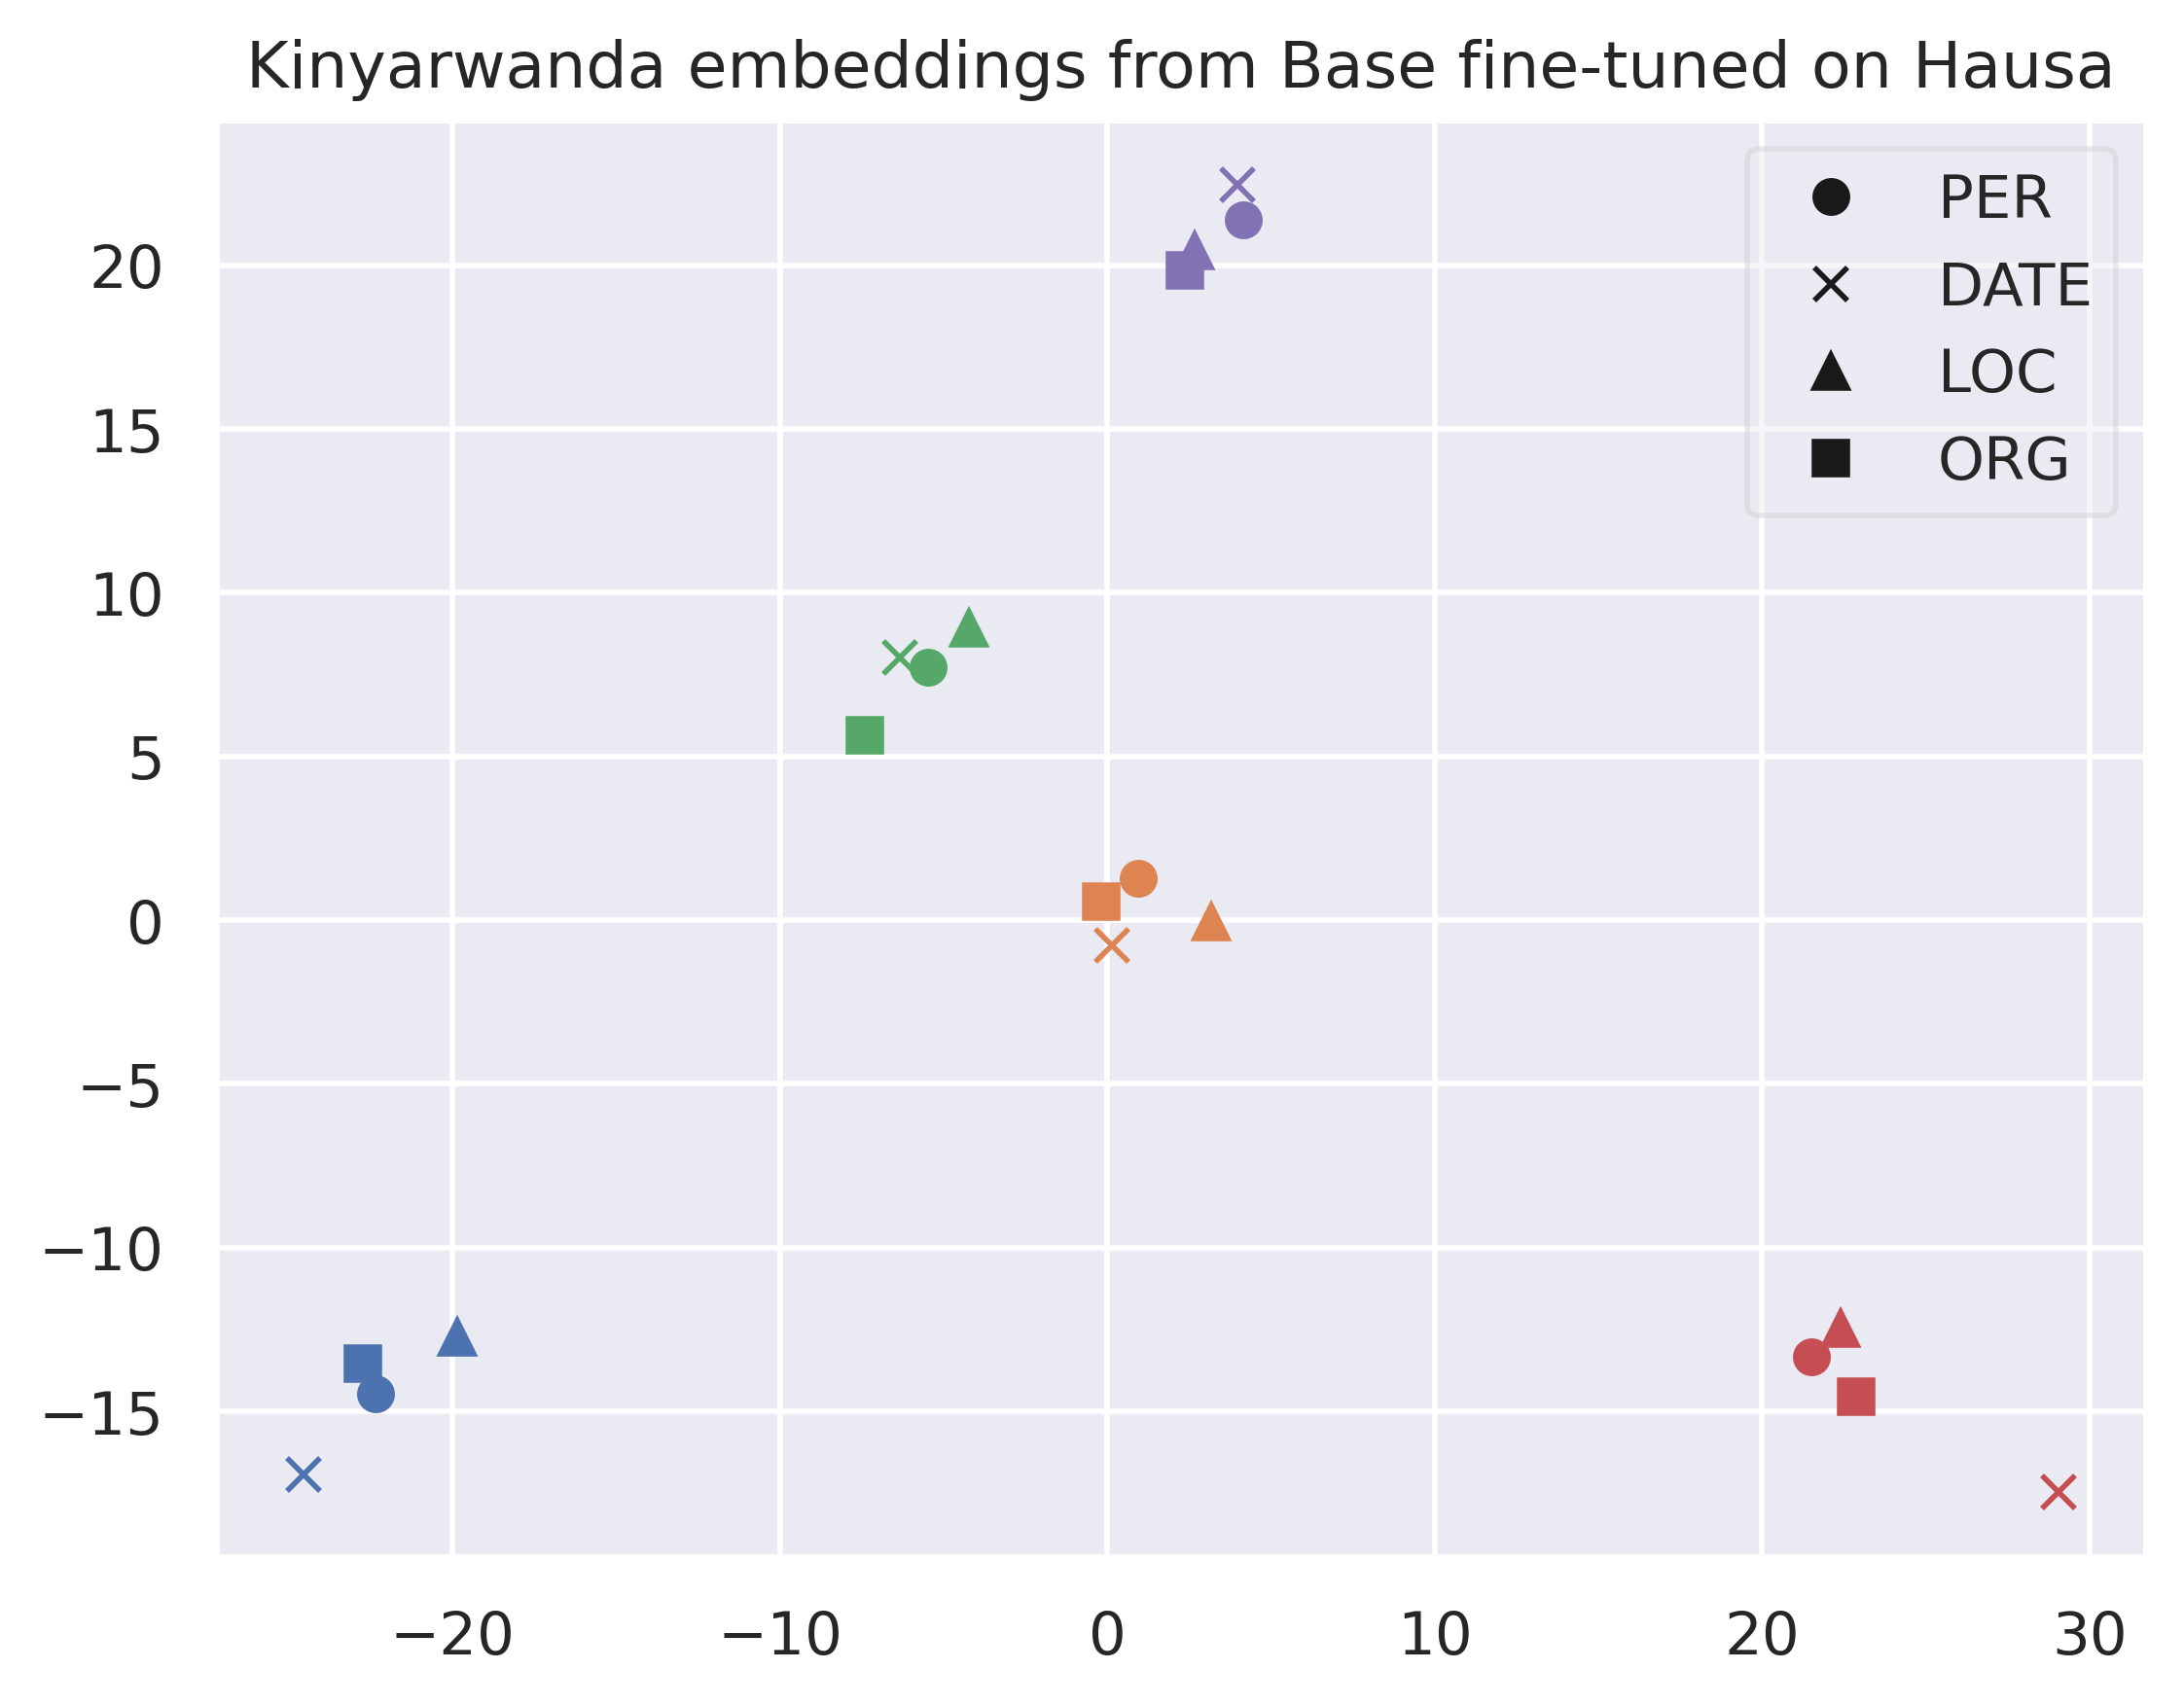 Kinyarwanda embeddings from Base fine-tuned on Hausa
PER
DATE
LOC
ORG
20
15
10
5
0
−5
−10
−15
−20 −10 0 10 20 30